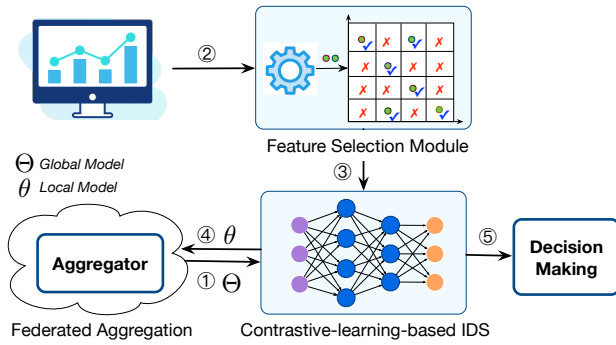 ②
Feature Selection Module
③
Θ Global Model
θ Local Model
④ θ
⑤
Aggregator
Decision
Making
① Θ
Federated Aggregation
Contrastive-learning-based IDS